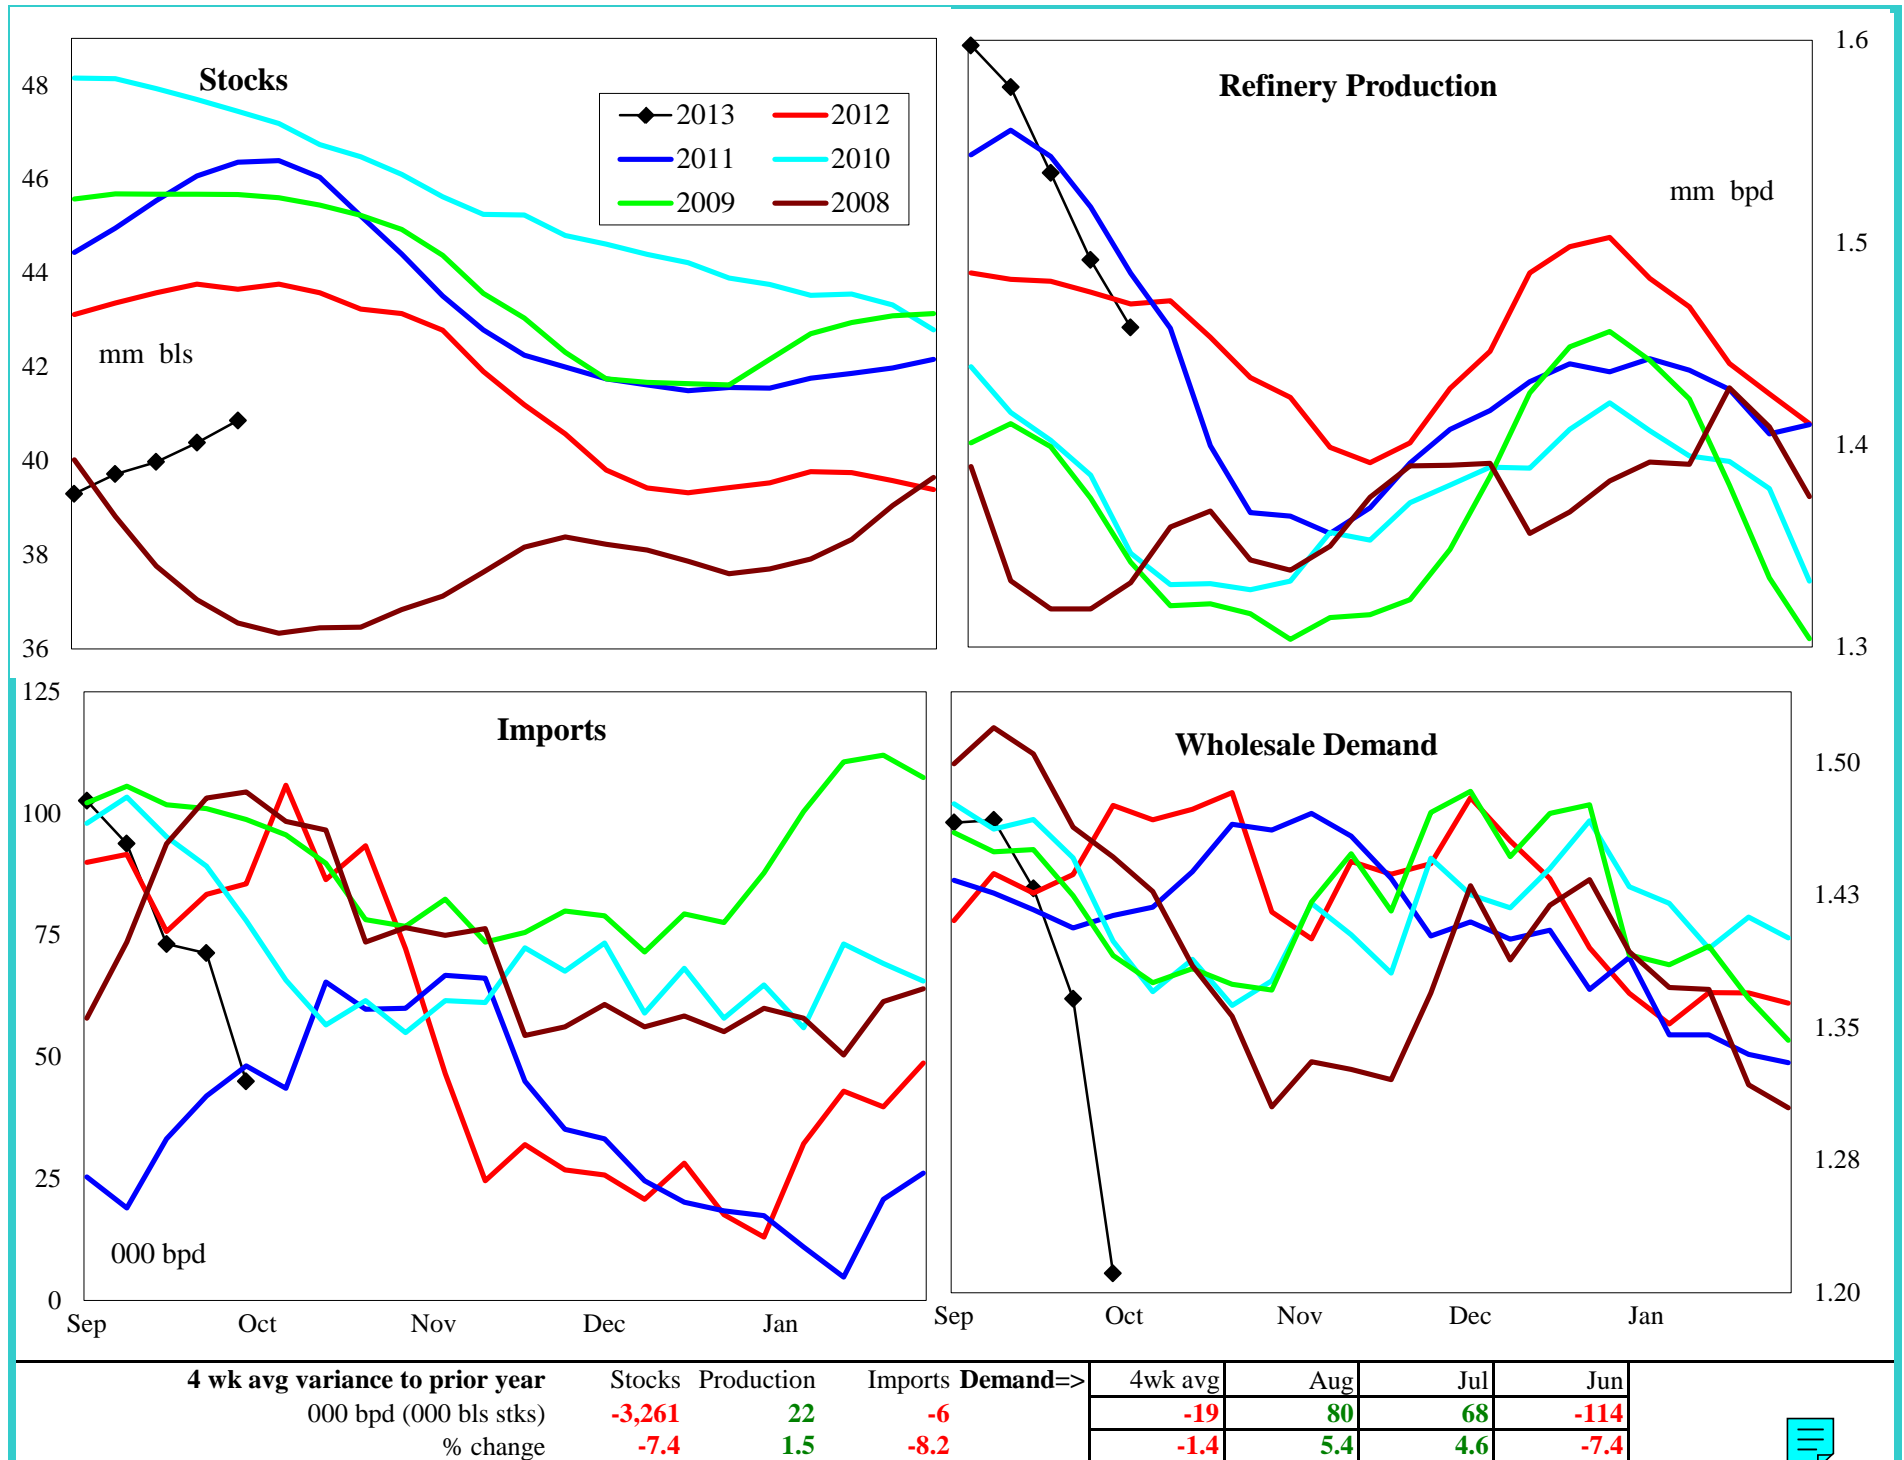 Stocks
48
46
44
42
40
38
36
mm bls
2013 2012
2011 2010
2009 2008
Refinery Production
mm bpd
1.6
1.5
1.4
1.3
Imports
125
100
75
50
25
0
000 bpd
Sep Oct Nov Dec Jan
Wholesale Demand
1.50
1.43
1.35
1.28
1.20
Sep Oct Nov Dec Jan
4 wk avg variance to prior year Stocks Production Imports Demand=> 4wk avg Aug Jul Jun
000 bpd (000 bls stks) -3,261 22 -6 -19 80 68 -114
% change -7.4 1.5 -8.2 -1.4 5.4 4.6 -7.4